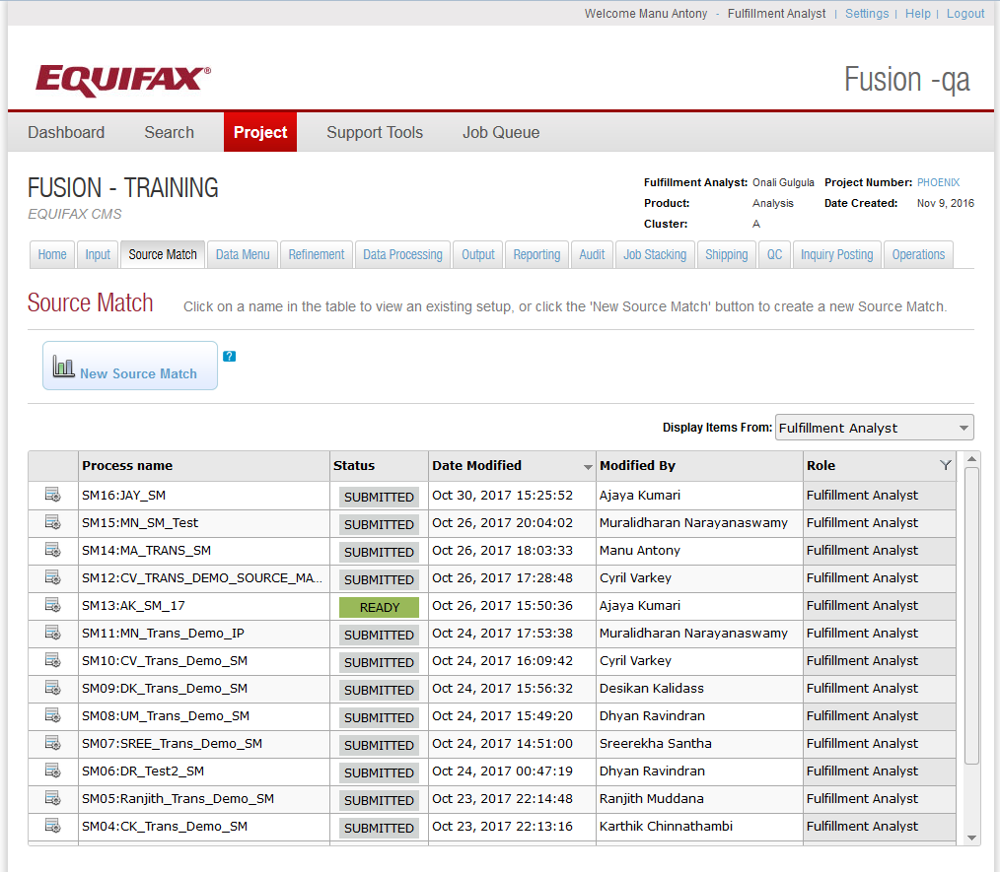 Welcome Manu Antony - Fulfillment Analyst | Settings | Help | Logout
EQUIFAX®
Fusion -qa
Dashboard Search Project Support Tools Job Queue
FUSION - TRAINING
EQUIFAX CMS
Fulfillment Analyst: Onali Gulgula Project Number: PHOENIX
Product: Analysis Date Created: Nov 9, 2016
Cluster: A
Home Input Source Match Data Menu Refinement Data Processing Output Reporting Audit Job Stacking Shipping QC Inquiry Posting Operations
Source Match Click on a name in the table to view an existing setup, or click the 'New Source Match' button to create a new Source Match.
New Source Match ?
Display Items From: Fulfillment Analyst
Process name Status Date Modified Modified By Role
SM16:JAY_SM SUBMITTED Oct 30, 2017 15:25:52 Ajaya Kumari Fulfillment Analyst
SM15:MN_SM_Test SUBMITTED Oct 26, 2017 20:04:02 Muralidharan Narayanaswamy Fulfillment Analyst
SM14:MA_TRANS_SM SUBMITTED Oct 26, 2017 18:03:33 Manu Antony Fulfillment Analyst
SM12:CV_TRANS_DEMO_SOURCE_MA... SUBMITTED Oct 26, 2017 17:28:48 Cyril Varkey Fulfillment Analyst
SM13:AK_SM_17 READY Oct 26, 2017 15:50:36 Ajaya Kumari Fulfillment Analyst
SM11:MN_Trans_Demo_IP SUBMITTED Oct 24, 2017 17:53:38 Muralidharan Narayanaswamy Fulfillment Analyst
SM10:CV_Trans_Demo_SM SUBMITTED Oct 24, 2017 16:09:42 Cyril Varkey Fulfillment Analyst
SM09:DK_Trans_Demo_SM SUBMITTED Oct 24, 2017 15:56:32 Desikan Kalidass Fulfillment Analyst
SM08:UM_Trans_Demo_SM SUBMITTED Oct 24, 2017 15:49:20 Dhyan Ravindran Fulfillment Analyst
SM07:SREE_Trans_Demo_SM SUBMITTED Oct 24, 2017 14:51:00 Sreerekha Santha Fulfillment Analyst
SM06:DR_Test2_SM SUBMITTED Oct 24, 2017 00:47:19 Dhyan Ravindran Fulfillment Analyst
SM05:Ranjith_Trans_Demo_SM SUBMITTED Oct 23, 2017 22:14:48 Ranjith Muddana Fulfillment Analyst
SM04:CK_Trans_Demo_SM SUBMITTED Oct 23, 2017 22:13:16 Karthik Chinnathambi Fulfillment Analyst